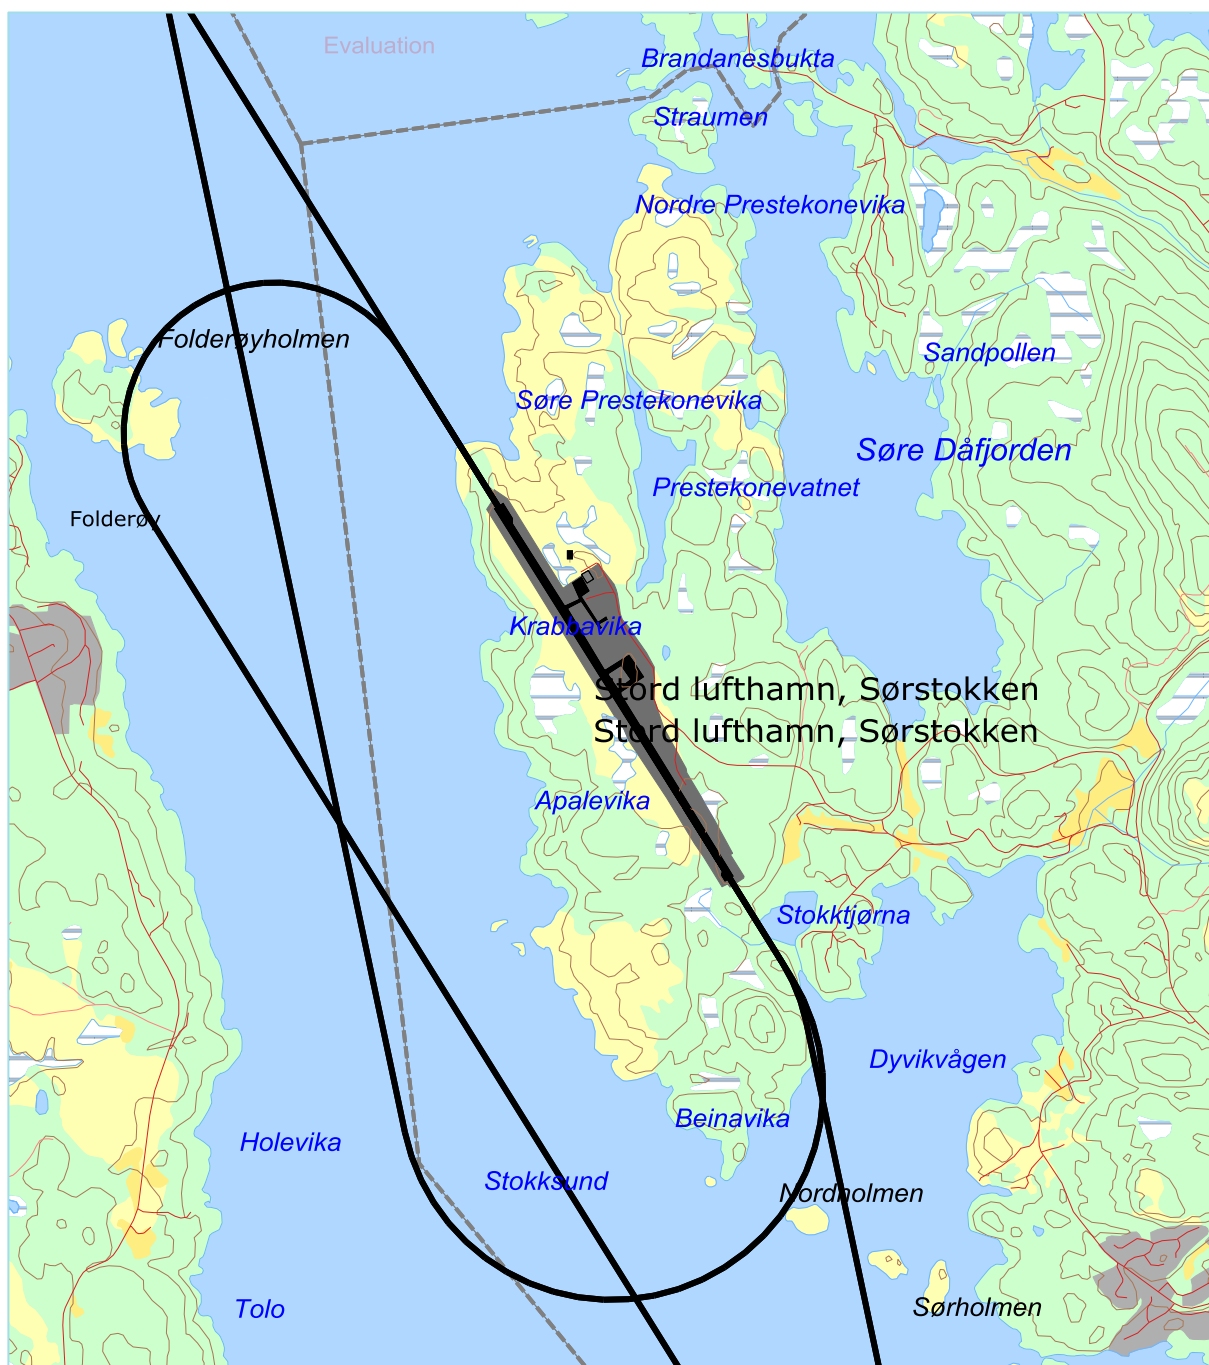 Evaluation
Brandanesbukta
Straumen
Nordre Prestekonevika
Folderøyholmen
Sandpollen
Søre Prestekonevika
Søre Dåfjorden
Prestekonevatnet
Folderøy
Krabbavika
Stord lufthamn, Sørstokken
Stord lufthamn, Sørstokken
Apalevika
Stokktjørna
Dyvikvågen
Beinavika
Holevika
Stokksund
Nordholmen
Sørholmen
Tolo